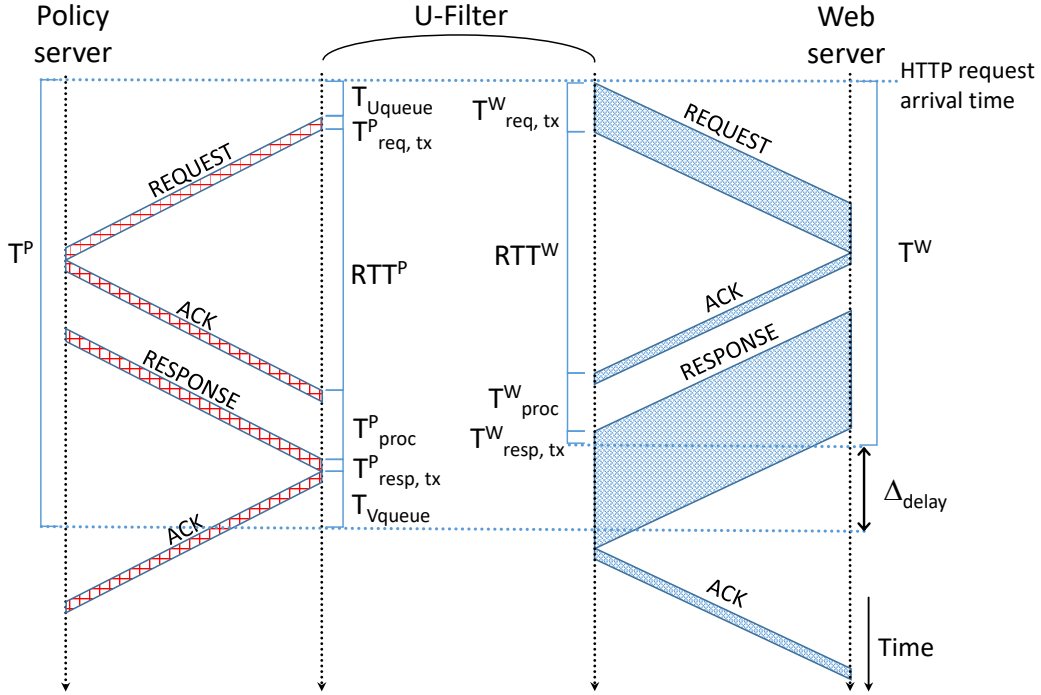 Policy
server
U-Filter
Web
server
HTTP request
arrival time
T_Uqueue
T^P_req, tx
T^W_req, tx
REQUEST
REQUEST
T^P
RTT^P
RTT^W
T^W
ACK
ACK
RESPONSE
RESPONSE
T^P_proc
T^W_proc
T^P_resp, tx
T^W_resp, tx
T_Vqueue
Δ_delay
ACK
ACK
Time